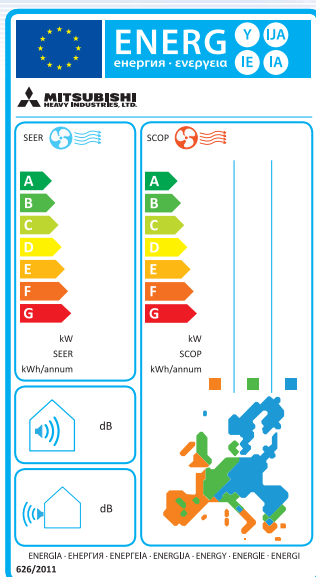 ENERG
Y IJA
IE IA
енергия · ενεργεια
MITSUBISHI
HEAVY INDUSTRIES, LTD.
SEER
A
B
C
D
E
F
G
kW
SEER
kWh/annum
SCOP
A
B
C
D
E
F
G
kW
SCOP
kWh/annum
dB
dB
ENERGIA · ЕНЕРГИЯ · ΕΝΕΡΓΕΙΑ · ENERGIJA · ENERGY · ENERGIE · ENERGI
626/2011